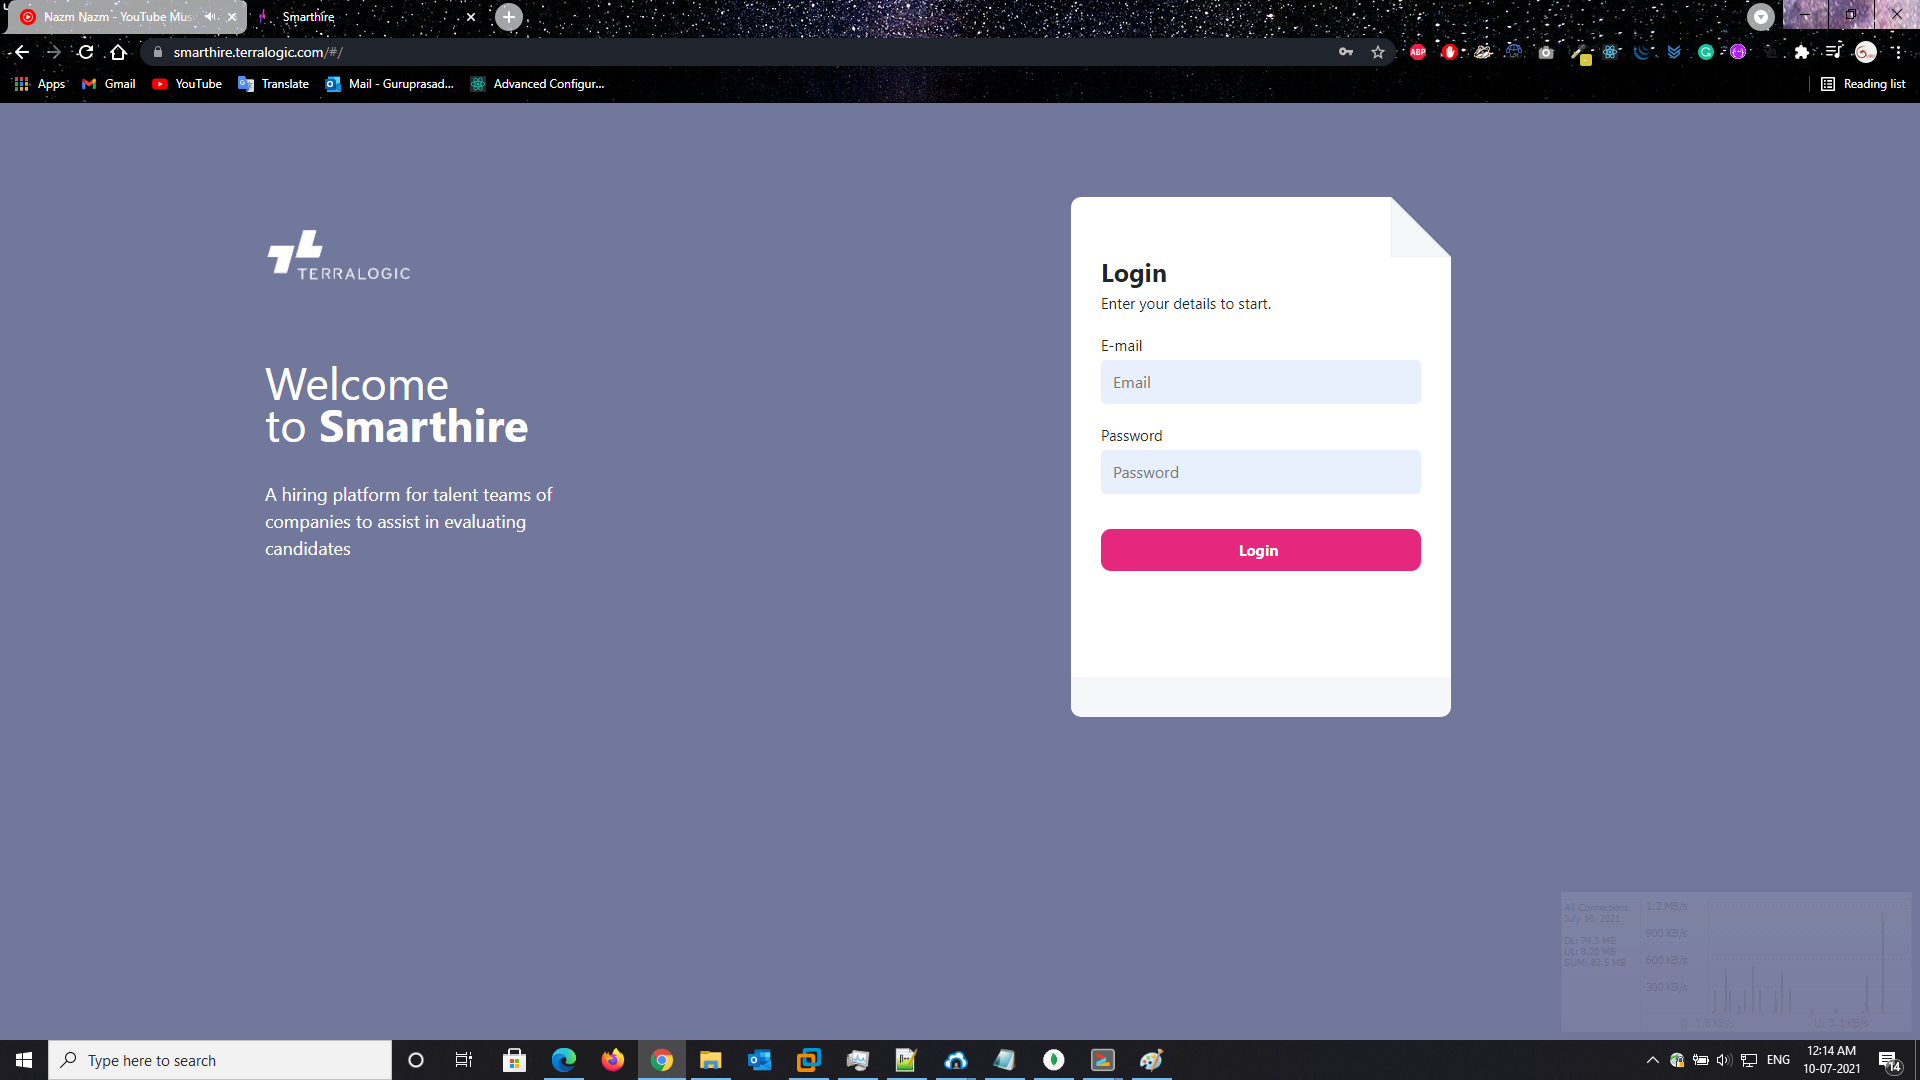 Nazm Nazm - YouTube Musi
Smarthire
smarthire.terralogic.com/#/
ABP
Apps
Gmail
YouTube
Translate
Mail - Guruprasad...
Advanced Configur...
Reading list
TERRALOGIC
Welcome
to Smarthire
A hiring platform for talent teams of
companies to assist in evaluating
candidates
Login
Enter your details to start.
E-mail
Email
Password
Password
Login
All Connections
July 10, 2021
DL: 74.3 MB
UL: 8.20 MB
SUM: 82.5 MB
1.2 MB/s
900 KB/s
600 KB/s
300 KB/s
U: 3.1 KB/s
Type here to search
ENG
12:14 AM
10-07-2021
14